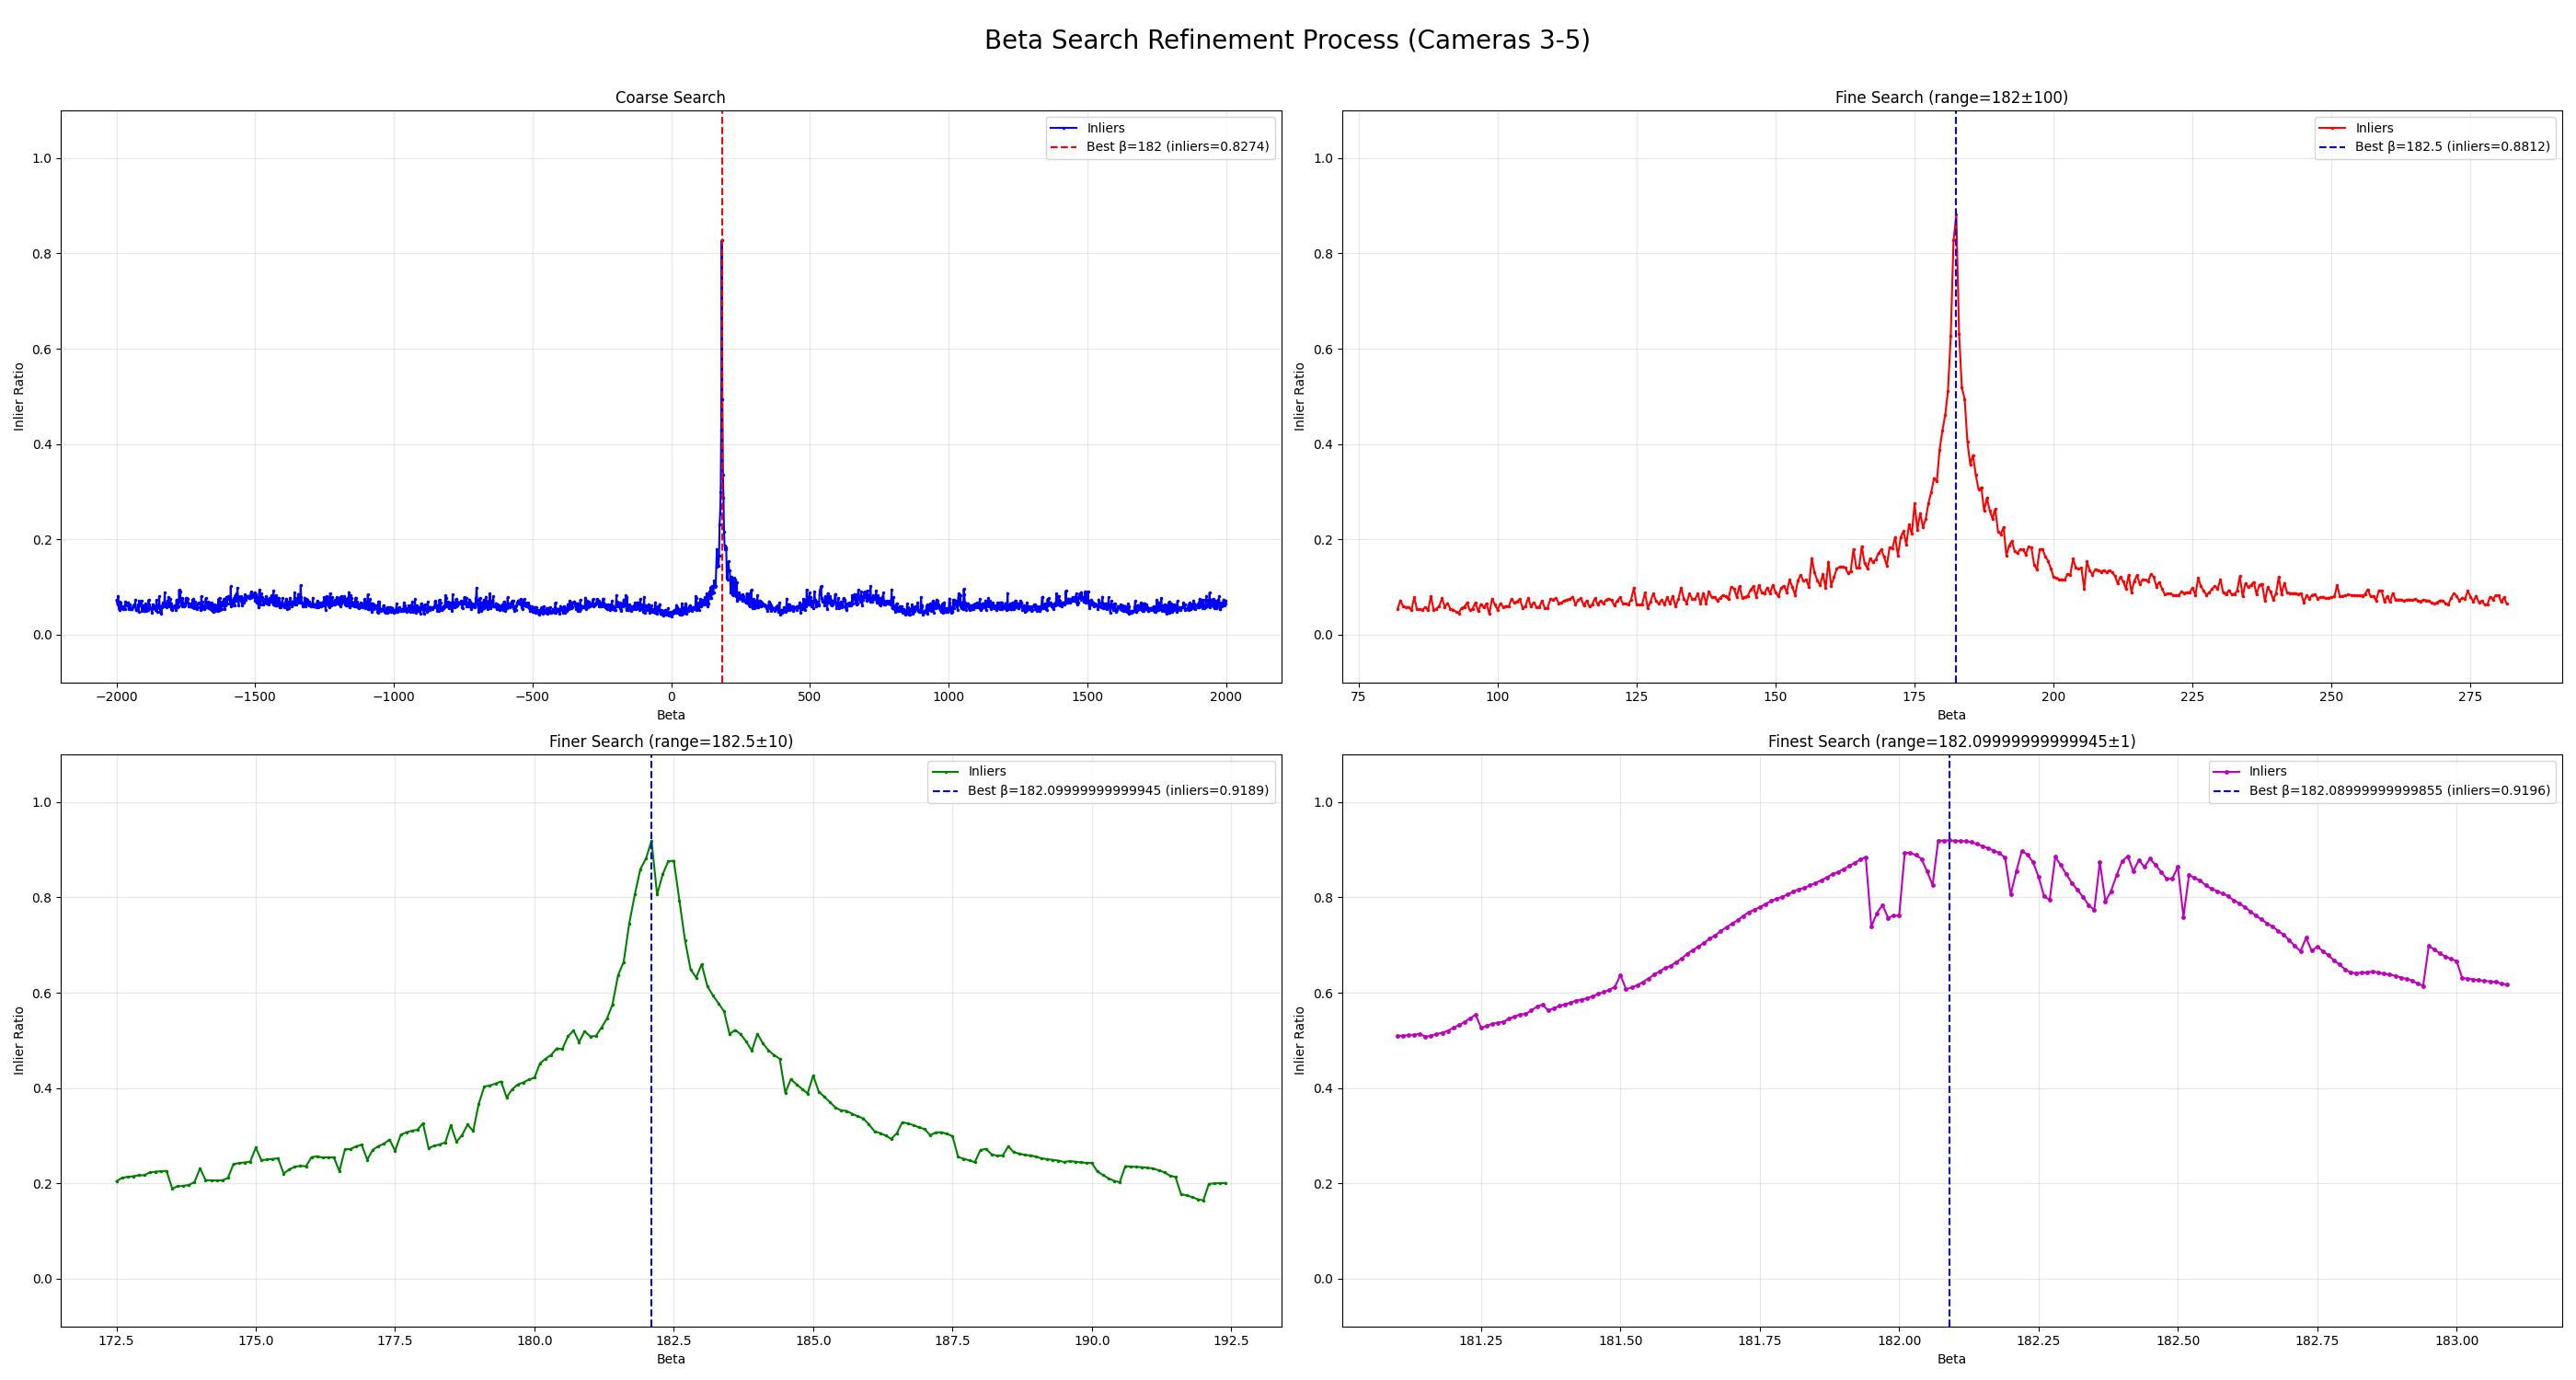 Beta Search Refinement Process (Cameras 3-5)
Coarse Search
Inliers
Best β=182 (inliers=0.8274)
Inlier Ratio
1.0
0.8
0.6
0.4
0.2
0.0
−2000 −1500 −1000 −500 0 500 1000 1500 2000
Beta
Fine Search (range=182±100)
Inliers
Best β=182.5 (inliers=0.8812)
Inlier Ratio
1.0
0.8
0.6
0.4
0.2
0.0
75 100 125 150 175 200 225 250 275
Beta
Finer Search (range=182.5±10)
Inliers
Best β=182.09999999999945 (inliers=0.9189)
Inlier Ratio
1.0
0.8
0.6
0.4
0.2
0.0
172.5 175.0 177.5 180.0 182.5 185.0 187.5 190.0 192.5
Beta
Finest Search (range=182.09999999999945±1)
Inliers
Best β=182.08999999999855 (inliers=0.9196)
Inlier Ratio
1.0
0.8
0.6
0.4
0.2
0.0
181.25 181.50 181.75 182.00 182.25 182.50 182.75 183.00
Beta